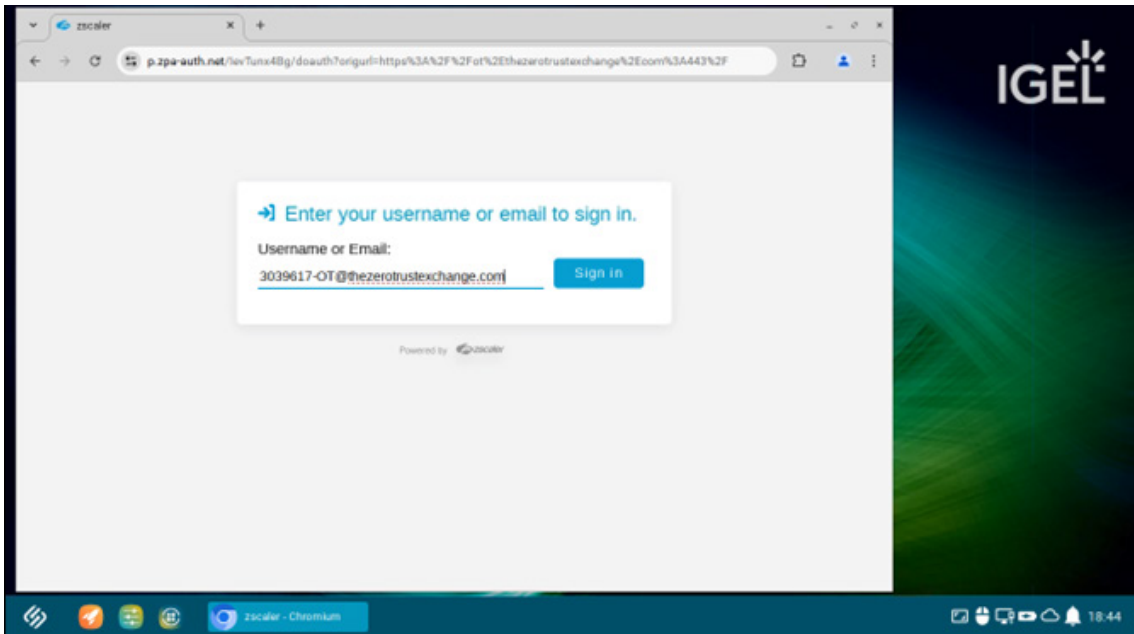 zscaler
p.zpa-auth.net/levTunx4Bg/doauth?origurl=https%3A%2F%2Fot%2Ethezerotrustexchange%2Ecom%3A443%2F
IGEL
Enter your username or email to sign in.
Username or Email:
3039617-OT@thezerotrustexchange.com
Sign in
Powered by zscaler
zscaler - Chromium
18:44